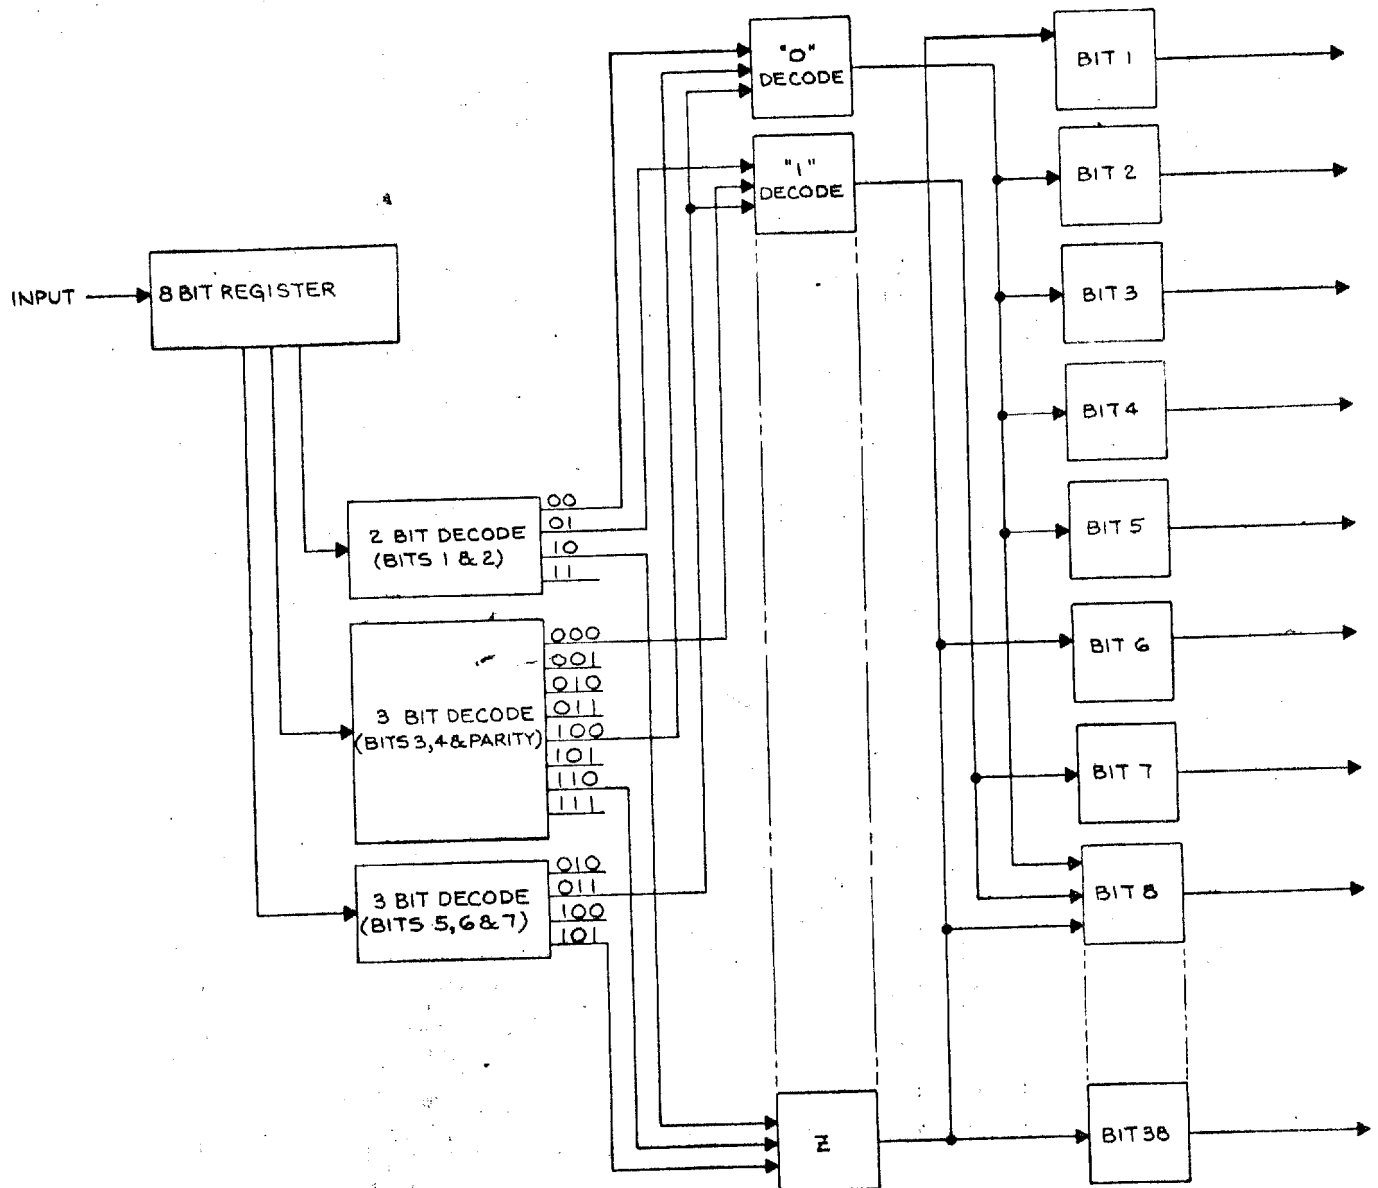 "0"
DECODE
"1"
DECODE
INPUT
8 BIT REGISTER
2 BIT DECODE
(BITS 1 & 2)
00
01
10
11
3 BIT DECODE
(BITS 3,4 & PARITY)
000
001
010
011
100
101
110
111
3 BIT DECODE
(BITS 5,6 & 7)
010
011
100
101
Z
BIT 1
BIT 2
BIT 3
BIT 4
BIT 5
BIT 6
BIT 7
BIT 8
BIT 38